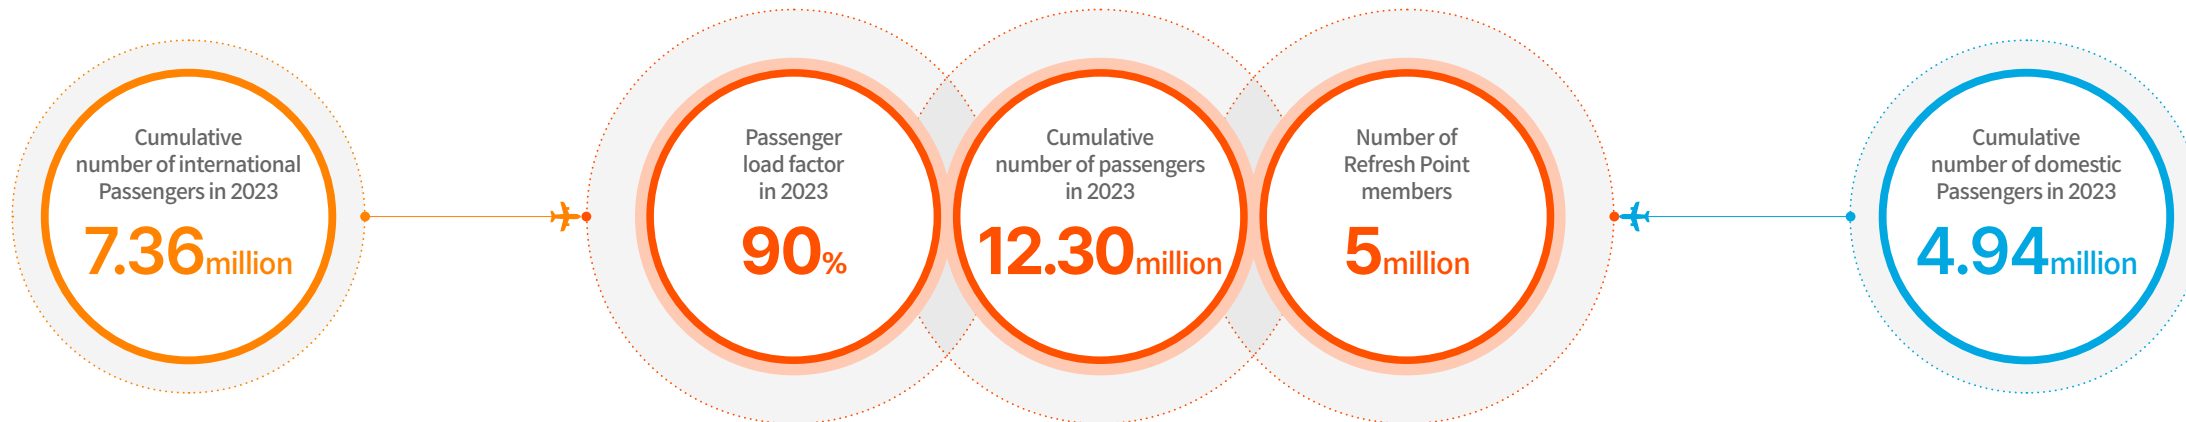 Cumulative
number of international
Passengers in 2023
7.36million
Passenger
load factor
in 2023
90%
Cumulative
number of passengers
in 2023
12.30million
Number of
Refresh Point
members
5million
Cumulative
number of domestic
Passengers in 2023
4.94million